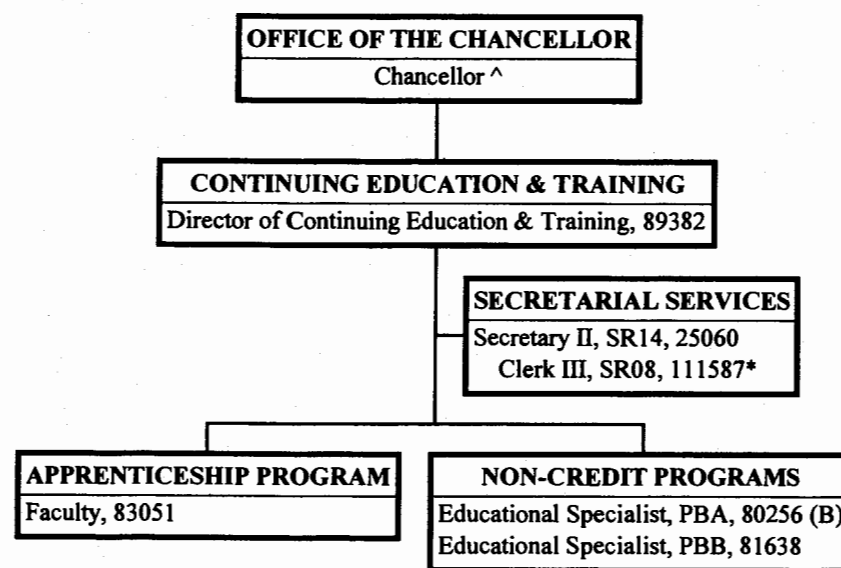 OFFICE OF THE CHANCELLOR
Chancellor ^
CONTINUING EDUCATION & TRAINING
Director of Continuing Education & Training, 89382
SECRETARIAL SERVICES
Secretary II, SR14, 25060
Clerk III, SR08, 111587*
APPRENTICESHIP PROGRAM
Faculty, 83051
NON-CREDIT PROGRAMS
Educational Specialist, PBA, 80256 (B)
Educational Specialist, PBB, 81638